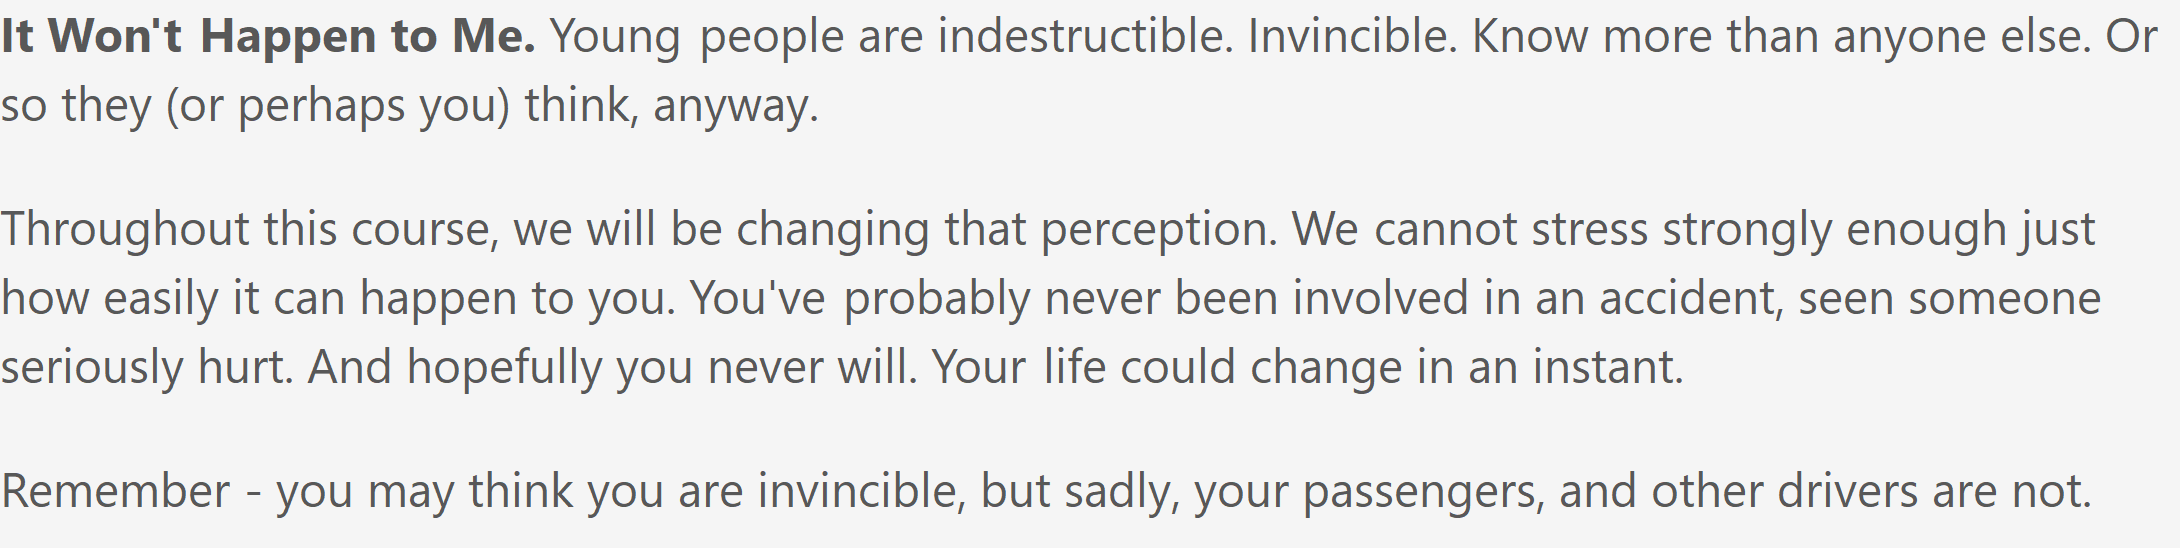 It Won't Happen to Me. Young people are indestructible. Invincible. Know more than anyone else. Or
so they (or perhaps you) think, anyway.
Throughout this course, we will be changing that perception. We cannot stress strongly enough just
how easily it can happen to you. You've probably never been involved in an accident, seen someone
seriously hurt. And hopefully you never will. Your life could change in an instant.
Remember - you may think you are invincible, but sadly, your passengers, and other drivers are not.